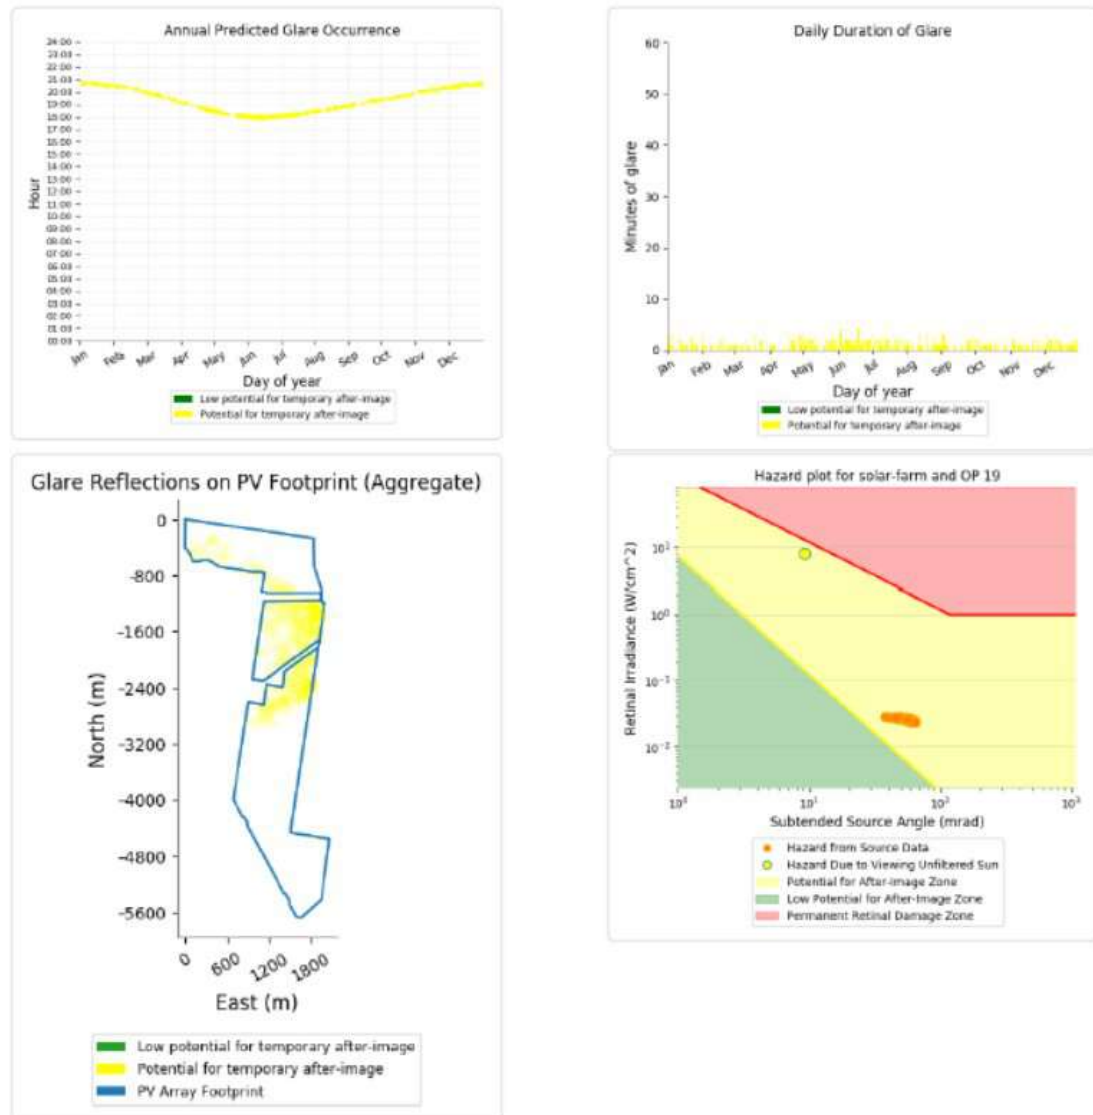 Annual Predicted Glare Occurrence
Hour
24:00
23:00
22:00
21:00
20:00
19:00
18:00
17:00
16:00
15:00
14:00
13:00
12:00
11:00
10:00
09:00
08:00
07:00
06:00
05:00
04:00
03:00
02:00
01:00
00:00
Jan Feb Mar Apr May Jun Jul Aug Sep Oct Nov Dec
Day of year
Low potential for temporary after-image
Potential for temporary after-image
Daily Duration of Glare
Minutes of glare
60
50
40
30
20
10
0
Jan Feb Mar Apr May Jun Jul Aug Sep Oct Nov Dec
Day of year
Low potential for temporary after-image
Potential for temporary after-image
Glare Reflections on PV Footprint (Aggregate)
North (m)
0
-800
-1600
-2400
-3200
-4000
-4800
-5600
0 600 1200 1800
East (m)
Low potential for temporary after-image
Potential for temporary after-image
PV Array Footprint
Hazard plot for solar-farm and OP 19
Retinal Irradiance (W/cm^2)
10²
10⁰
10⁻¹
10⁻²
10⁰ 10¹ 10² 10³
Subtended Source Angle (mrad)
Hazard from Source Data
Hazard Due to Viewing Unfiltered Sun
Potential for After-Image Zone
Low Potential for After-Image Zone
Permanent Retinal Damage Zone